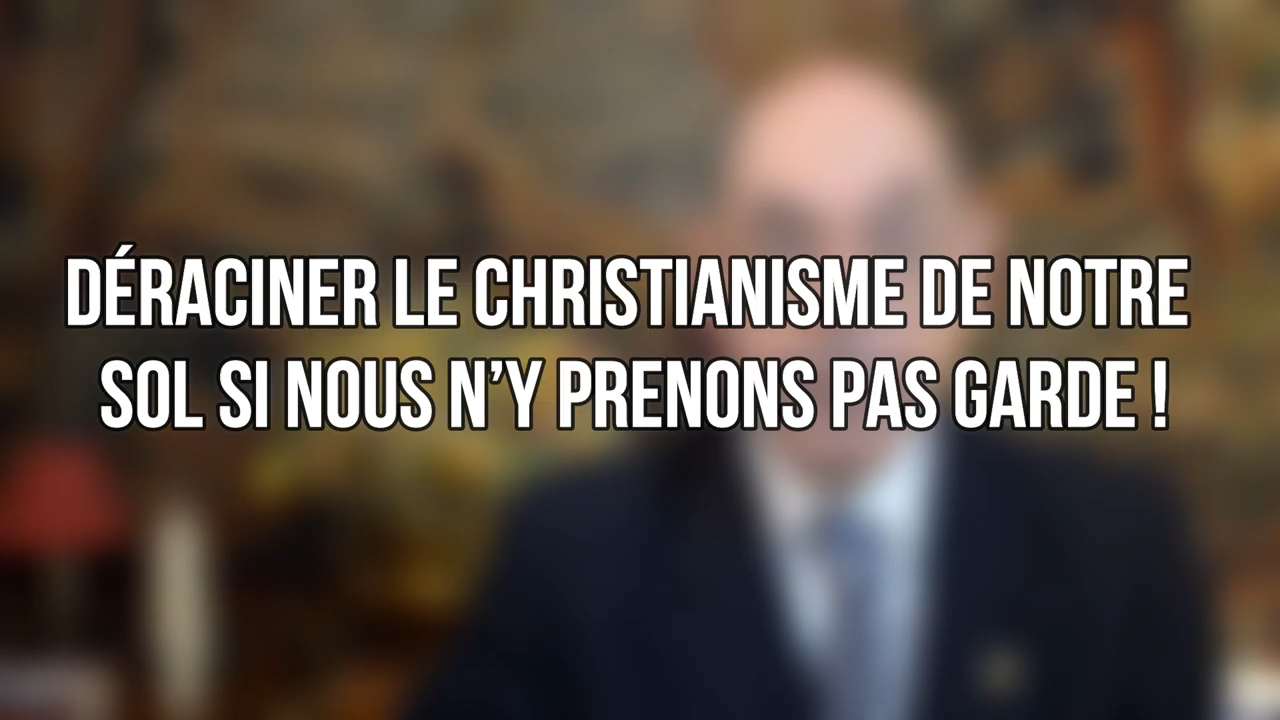 DÉRACINER LE CHRISTIANISME DE NOTRE
SOL SI NOUS N’Y PRENONS PAS GARDE !